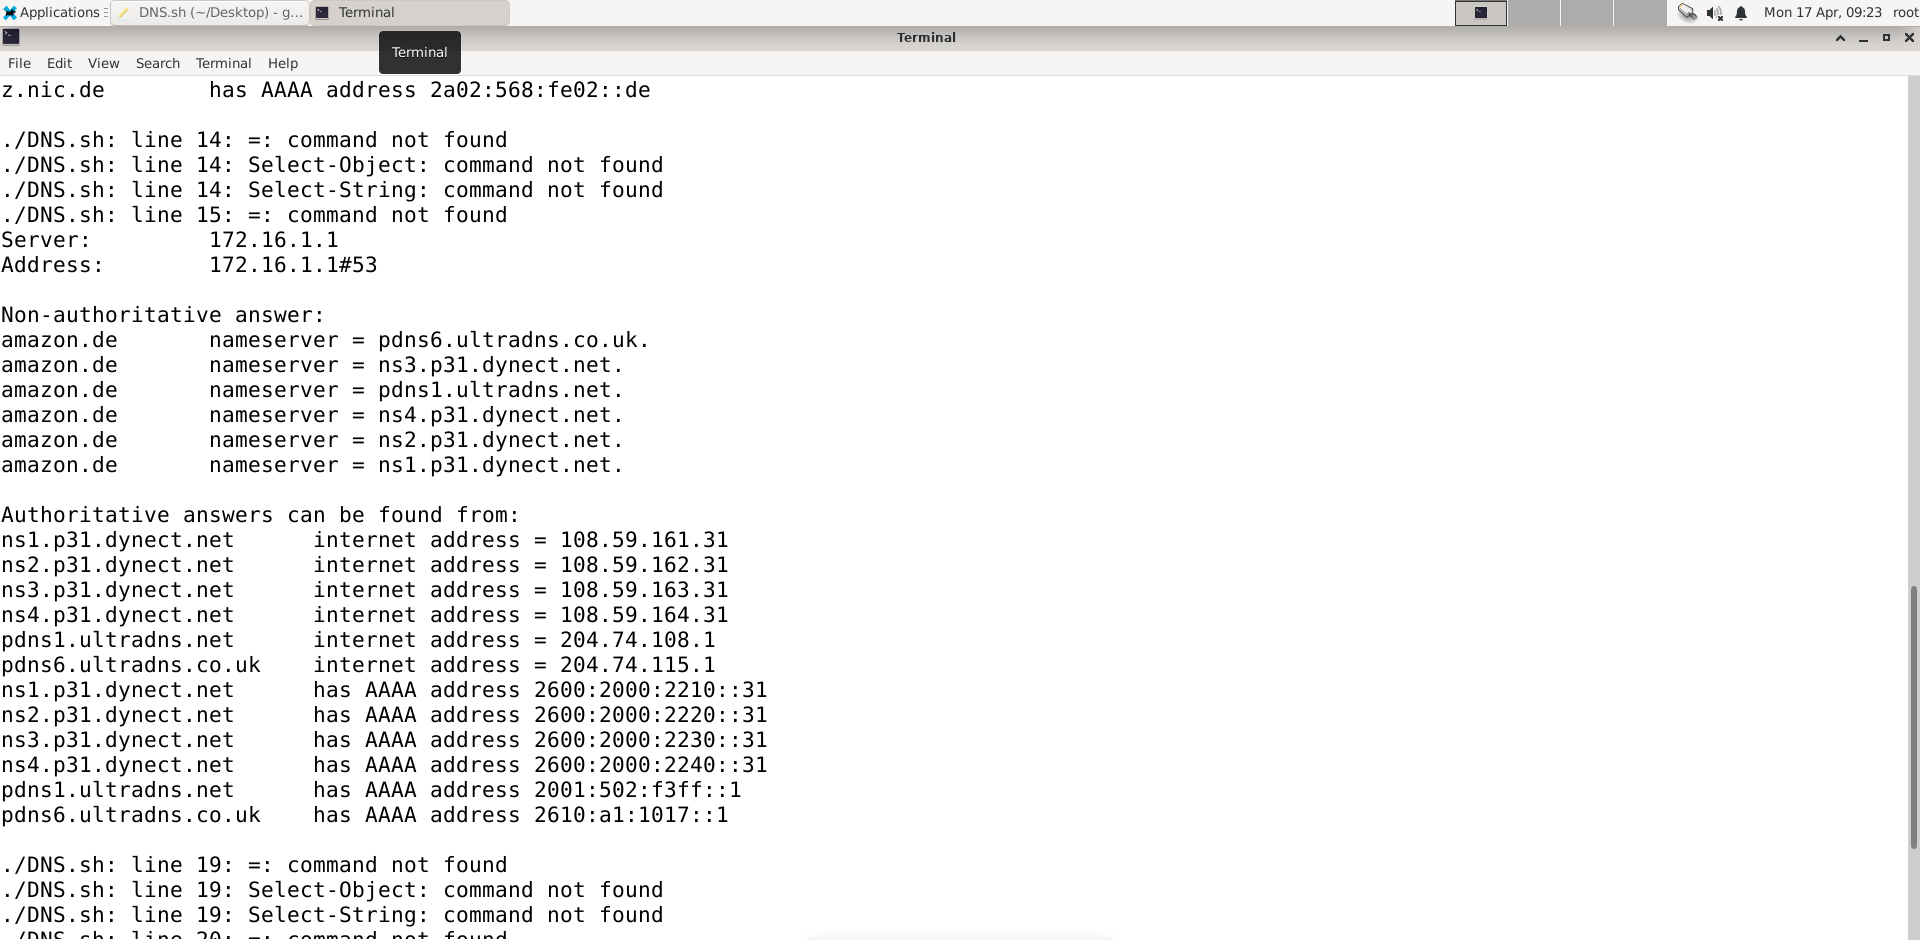 Applications DNS.sh (~/Desktop) - g... Terminal Mon 17 Apr, 09:23 root
Terminal
Terminal
File Edit View Search Terminal Help
z.nic.de has AAAA address 2a02:568:fe02::de
./DNS.sh: line 14: =: command not found
./DNS.sh: line 14: Select-Object: command not found
./DNS.sh: line 14: Select-String: command not found
./DNS.sh: line 15: =: command not found
Server: 172.16.1.1
Address: 172.16.1.1#53
Non-authoritative answer:
amazon.de nameserver = pdns6.ultradns.co.uk.
amazon.de nameserver = ns3.p31.dynect.net.
amazon.de nameserver = pdns1.ultradns.net.
amazon.de nameserver = ns4.p31.dynect.net.
amazon.de nameserver = ns2.p31.dynect.net.
amazon.de nameserver = ns1.p31.dynect.net.
Authoritative answers can be found from:
ns1.p31.dynect.net internet address = 108.59.161.31
ns2.p31.dynect.net internet address = 108.59.162.31
ns3.p31.dynect.net internet address = 108.59.163.31
ns4.p31.dynect.net internet address = 108.59.164.31
pdns1.ultradns.net internet address = 204.74.108.1
pdns6.ultradns.co.uk internet address = 204.74.115.1
ns1.p31.dynect.net has AAAA address 2600:2000:2210::31
ns2.p31.dynect.net has AAAA address 2600:2000:2220::31
ns3.p31.dynect.net has AAAA address 2600:2000:2230::31
ns4.p31.dynect.net has AAAA address 2600:2000:2240::31
pdns1.ultradns.net has AAAA address 2001:502:f3ff::1
pdns6.ultradns.co.uk has AAAA address 2610:a1:1017::1
./DNS.sh: line 19: =: command not found
./DNS.sh: line 19: Select-Object: command not found
./DNS.sh: line 19: Select-String: command not found
./DNS.sh: line 20: =: command not found